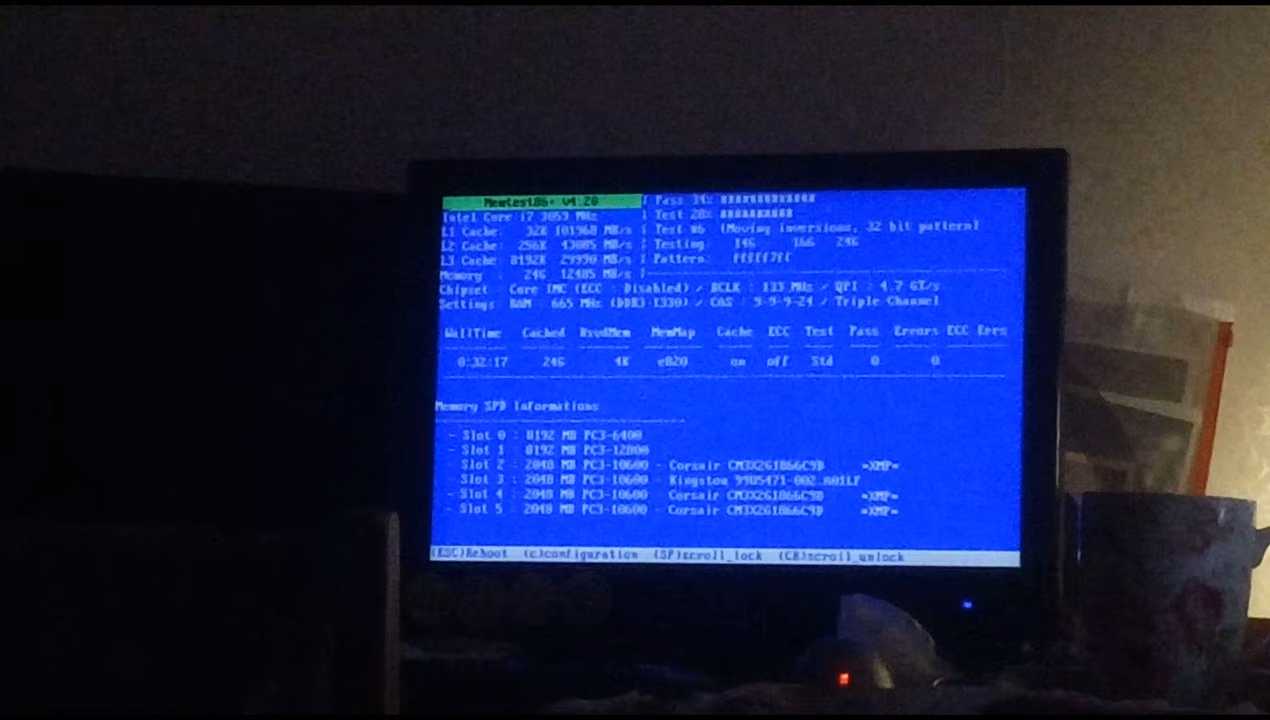 Memtest86+ v4.20 | Pass 34% ############
Intel Core i7 3059 MHz | Test 28% ##########
L1 Cache: 32K 101960 MB/s | Test #6 [Moving inversions, 32 bit pattern]
L2 Cache: 256K 43085 MB/s | Testing: 14G 16G 24G
L3 Cache: 8192K 29990 MB/s | Pattern: fffff7ff
Memory : 24G 12485 MB/s |
Chipset : Core IMC (ECC : Disabled) / BCLK : 133 MHz / QPI : 4.7 GT/s
Settings: RAM : 665 MHz (DDR3-1330) / CAS : 9-9-9-24 / Triple Channel
WallTime Cached RsvdMem MemMap Cache ECC Test Pass Errors ECC Errs
0:32:17 24G 4K e820 on off Std 0 0
Memory SPD Informations
- Slot 0 : 8192 MB PC3-6400
- Slot 1 : 8192 MB PC3-12800
- Slot 2 : 2048 MB PC3-10600 - Corsair CM3X2G1866C9D *XMP*
- Slot 3 : 2048 MB PC3-10600 - Kingston 9905471-002.A01LF
- Slot 4 : 2048 MB PC3-10600 - Corsair CM3X2G1866C9D *XMP*
- Slot 5 : 2048 MB PC3-10600 - Corsair CM3X2G1866C9D *XMP*
(ESC)Reboot (c)configuration (SP)scroll_lock (CR)scroll_unlock